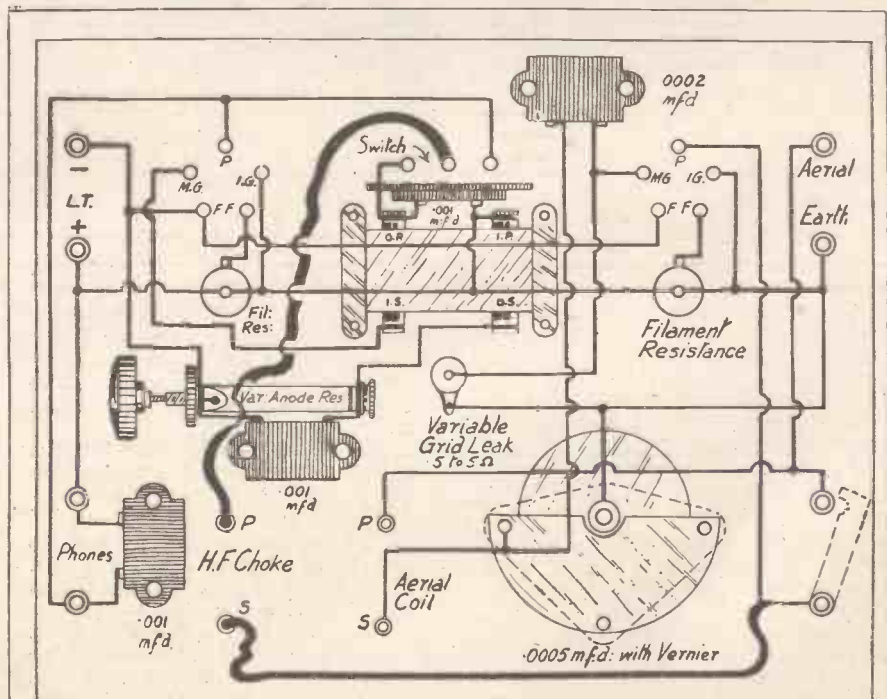 .0002
mfd
Switch
P
P
M.G.
I.G.
MG
I.G.
Aerial
-
L.T.
+
F F
.001
mfd
F F
Earth
O.P.
I.P.
Fil:
Res:
I.S.
O.S.
Filament
Resistance
Var: Anode Res
Variable
Grid Leak
.5 to 5 Ω
.001
mfd
P
P
Phones
H.F Choke
Aerial
Coil
S
S
.001
mfd.
.0005 mfd: with Vernier